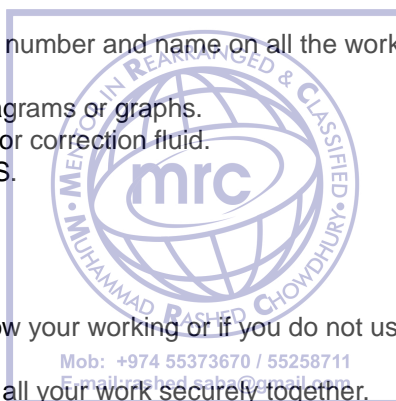 number and name on all the work
MENTOR IN REARRANGED & CLASSIFIED
agrams or graphs.
or correction fluid.
S.
mrc
• MUHAMMAD RASHED CHOWDHURY •
ow your working or if you do not us
Mob: +974 55373670 / 55258711
E-mail:rashed.saba@gmail.com
all your work securely together.